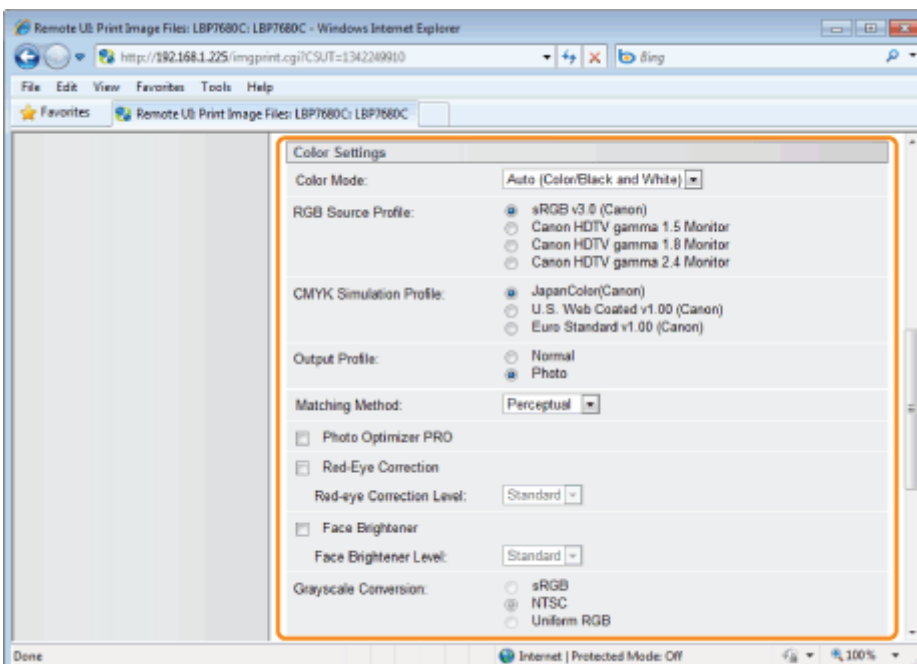 Remote UI: Print Image Files: LBP7680C: LBP7680C - Windows Internet Explorer
http://192.168.1.225/imgprint.cgi?CSUT=1342249910
Bing
File Edit View Favorites Tools Help
Favorites
Remote UI: Print Image Files: LBP7680C: LBP7680C
Color Settings
Color Mode: Auto (Color/Black and White)
RGB Source Profile: sRGB v3.0 (Canon)
Canon HDTV gamma 1.5 Monitor
Canon HDTV gamma 1.8 Monitor
Canon HDTV gamma 2.4 Monitor
CMYK Simulation Profile: JapanColor(Canon)
U.S. Web Coated v1.00 (Canon)
Euro Standard v1.00 (Canon)
Output Profile: Normal
Photo
Matching Method: Perceptual
Photo Optimizer PRO
Red-Eye Correction
Red-eye Correction Level: Standard
Face Brightener
Face Brightener Level: Standard
Grayscale Conversion: sRGB
NTSC
Uniform RGB
Done
Internet | Protected Mode: Off
100%